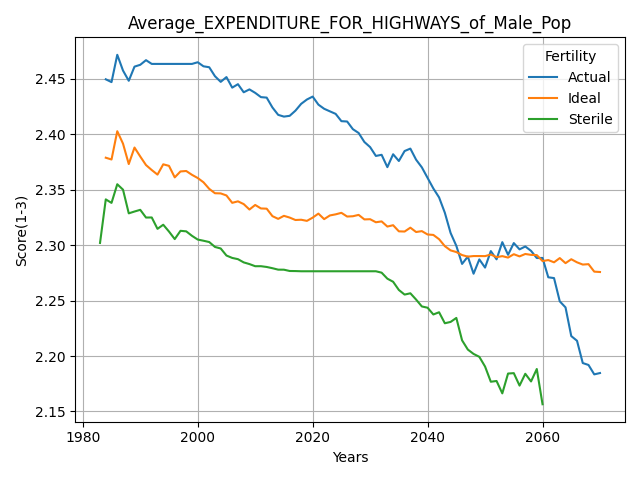 Average_EXPENDITURE_FOR_HIGHWAYS_of_Male_Pop
Fertility
Actual
Ideal
Sterile
Score(1-3)
2.45
2.40
2.35
2.30
2.25
2.20
2.15
1980 2000 2020 2040 2060
Years